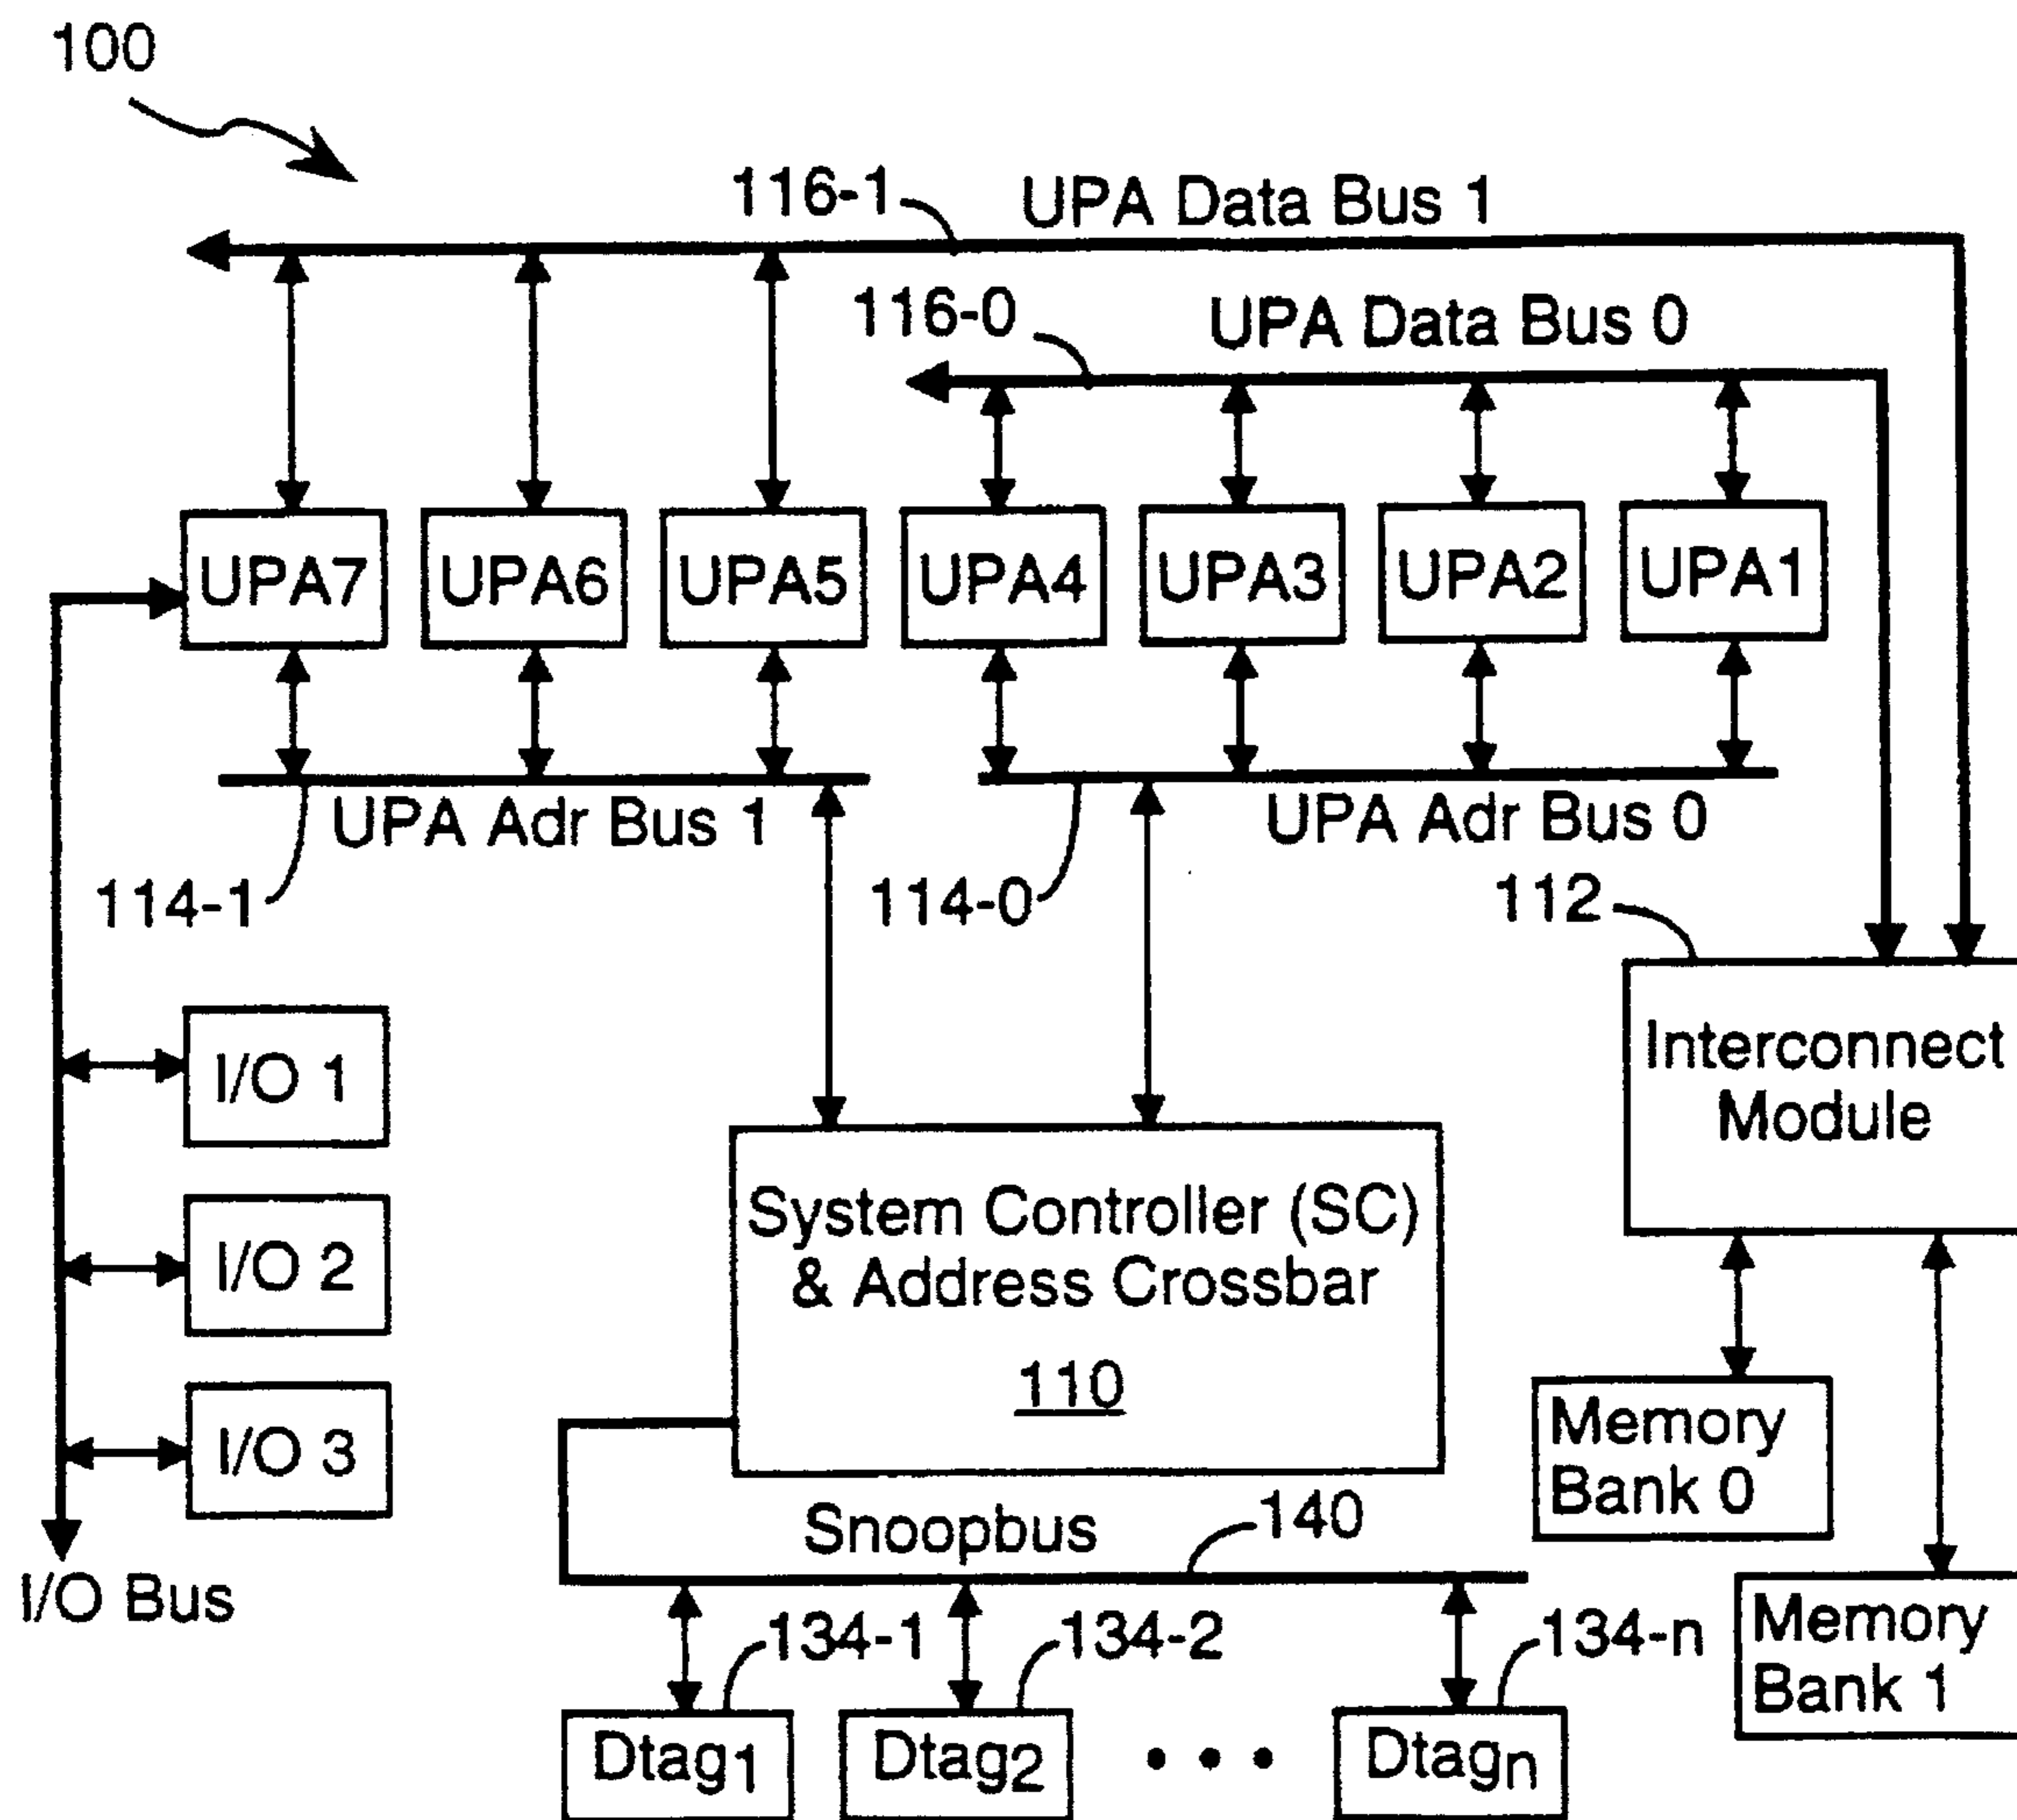 100
116-1
UPA Data Bus 1
116-0
UPA Data Bus 0
UPA7
UPA6
UPA5
UPA4
UPA3
UPA2
UPA1
UPA Adr Bus 1
UPA Adr Bus 0
114-1
114-0
112
Interconnect
Module
I/O 1
I/O 2
I/O 3
I/O Bus
System Controller (SC)
& Address Crossbar
110
Memory
Bank 0
Snoopbus
140
Memory
Bank 1
134-1
134-2
134-n
Dtag1
Dtag2
• • •
Dtagn